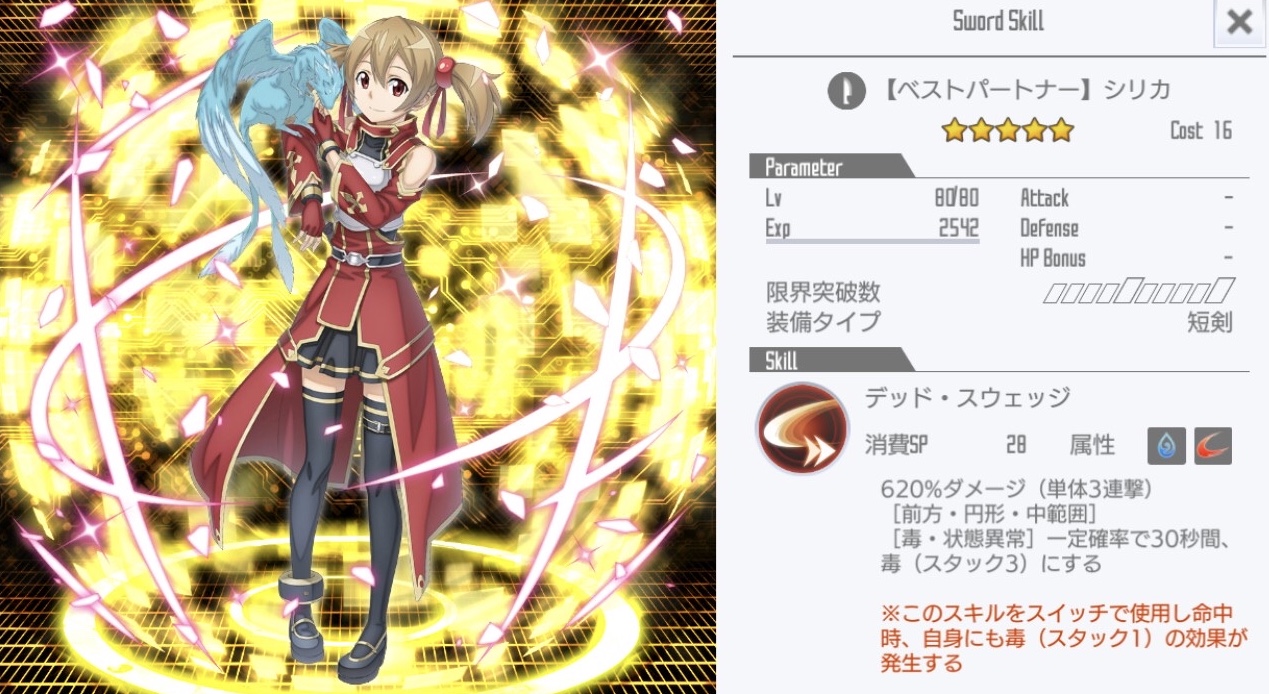 Sword Skill
【ベストパートナー】シリカ
Cost 16
Parameter
Lv 80/80 Attack -
Exp 2542 Defense -
HP Bonus -
限界突破数
装備タイプ 短剣
Skill
デッド・スウェッジ
消費SP 28 属性
620%ダメージ（単体3連撃）
［前方・円形・中範囲］
［毒・状態異常］一定確率で30秒間、
毒（スタック3）にする
※このスキルをスイッチで使用し命中
時、自身にも毒（スタック1）の効果が
発生する